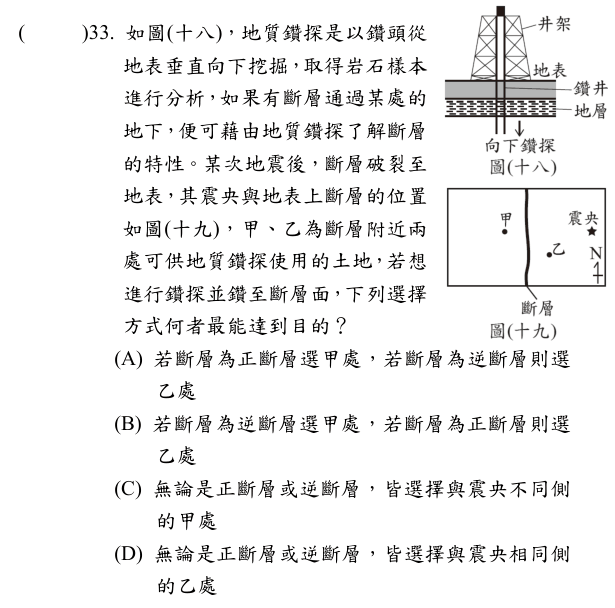 (　　)33. 如圖(十八)，地質鑽探是以鑽頭從
地表垂直向下挖掘，取得岩石樣本
進行分析，如果有斷層通過某處的
地下，便可藉由地質鑽探了解斷層
的特性。某次地震後，斷層破裂至
地表，其震央與地表上斷層的位置
如圖(十九)，甲、乙為斷層附近兩
處可供地質鑽探使用的土地，若想
進行鑽探並鑽至斷層面，下列選擇
方式何者最能達到目的？
(A) 若斷層為正斷層選甲處，若斷層為逆斷層則選
乙處
(B) 若斷層為逆斷層選甲處，若斷層為正斷層則選
乙處
(C) 無論是正斷層或逆斷層，皆選擇與震央不同側
的甲處
(D) 無論是正斷層或逆斷層，皆選擇與震央相同側
的乙處
井架
地表
鑽井
地層
向下鑽探
圖(十八)
甲
震央
乙
N
斷層
圖(十九)